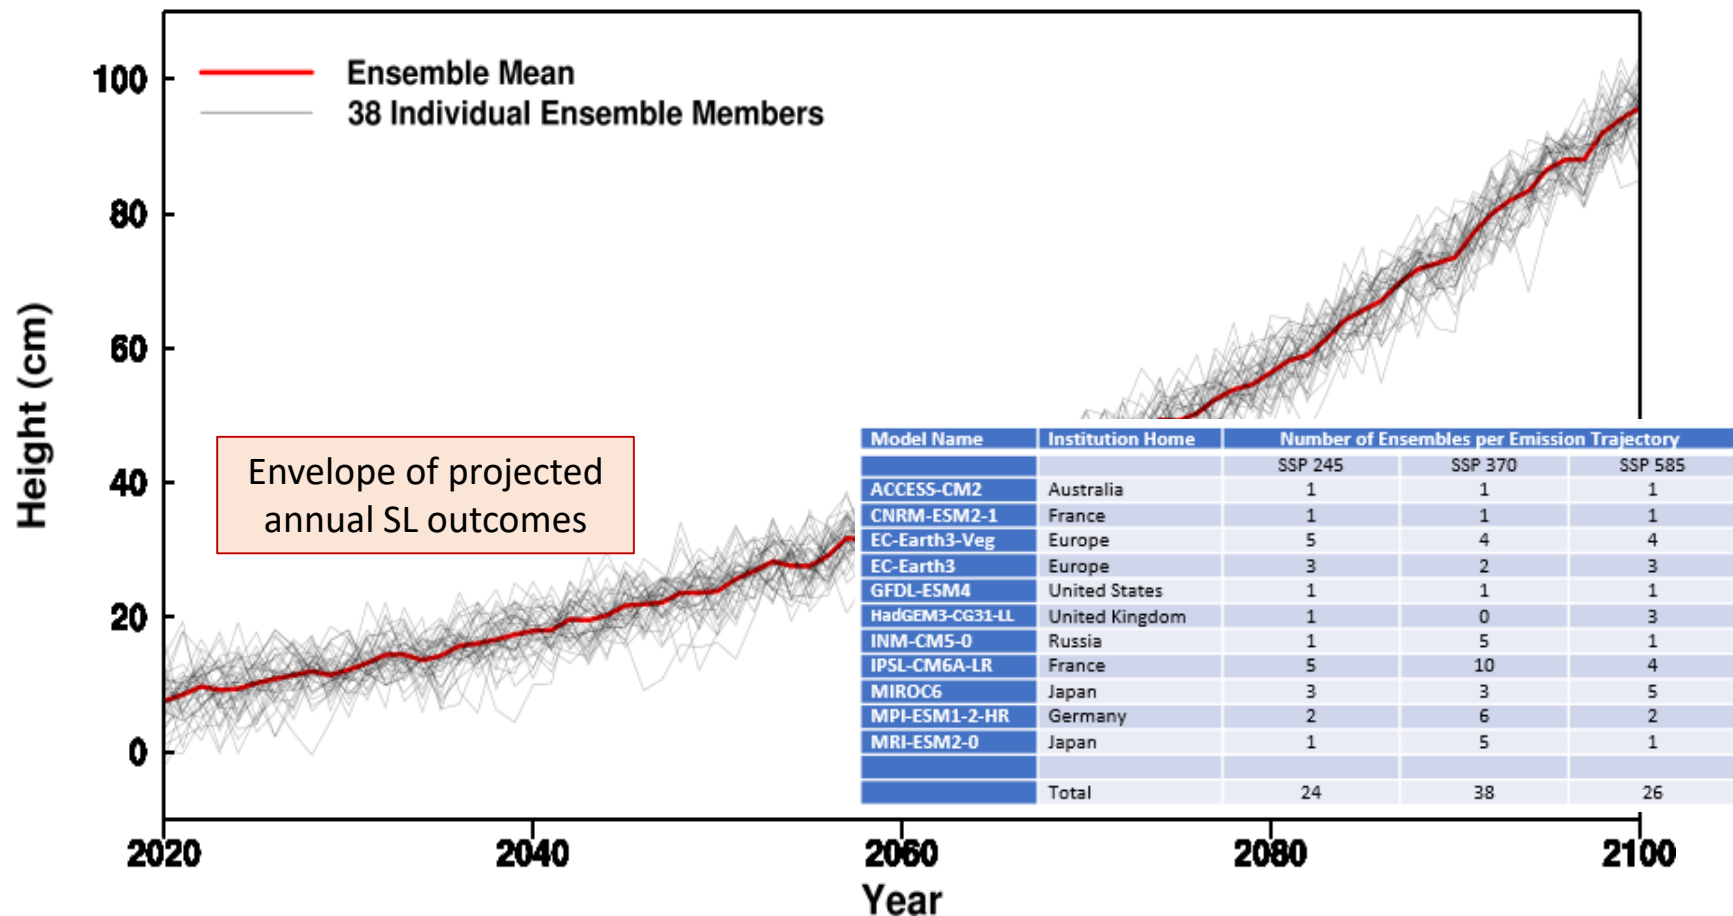 100
80
60
40
20
0
Height (cm)
Ensemble Mean
38 Individual Ensemble Members
Envelope of projected
annual SL outcomes
Model Name Institution Home Number of Ensembles per Emission Trajectory
SSP 245 SSP 370 SSP 585
ACCESS-CM2 Australia 1 1 1
CNRM-ESM2-1 France 1 1 1
EC-Earth3-Veg Europe 5 4 4
EC-Earth3 Europe 3 2 3
GFDL-ESM4 United States 1 1 1
HadGEM3-CG31-LL United Kingdom 1 0 3
INM-CM5-0 Russia 1 5 1
IPSL-CM6A-LR France 5 10 4
MIROC6 Japan 3 3 5
MPI-ESM1-2-HR Germany 2 6 2
MRI-ESM2-0 Japan 1 5 1
Total 24 38 26
2020 2040 2060 2080 2100
Year